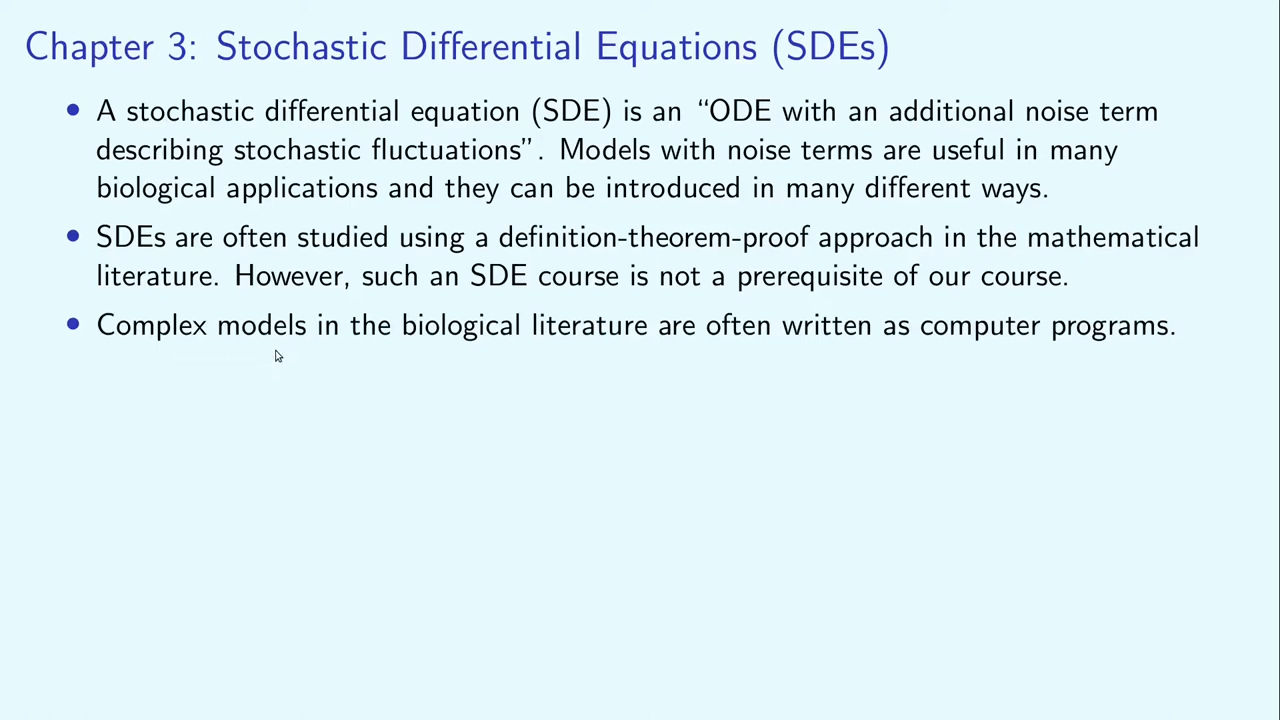 Chapter 3: Stochastic Differential Equations (SDEs)
• A stochastic differential equation (SDE) is an “ODE with an additional noise term
describing stochastic fluctuations”. Models with noise terms are useful in many
biological applications and they can be introduced in many different ways.
• SDEs are often studied using a definition-theorem-proof approach in the mathematical
literature. However, such an SDE course is not a prerequisite of our course.
• Complex models in the biological literature are often written as computer programs.